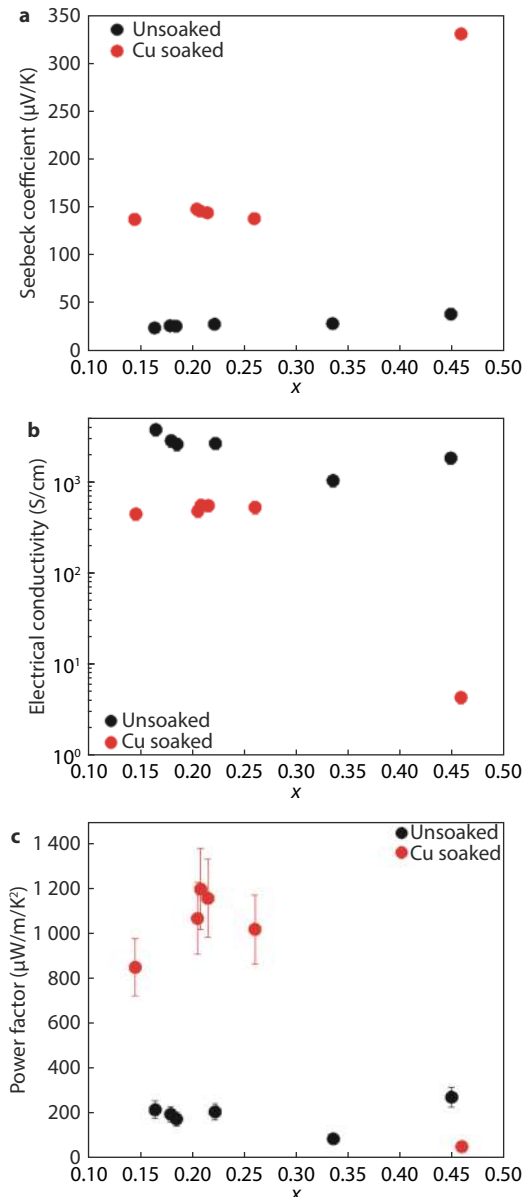 a
350
Unsoaked
Cu soaked
300
250
200
150
100
50
0
Seebeck coefficient (µV/K)
0.10 0.15 0.20 0.25 0.30 0.35 0.40 0.45 0.50
x
b
Electrical conductivity (S/cm)
10³
10²
10¹
10⁰
Unsoaked
Cu soaked
0.10 0.15 0.20 0.25 0.30 0.35 0.40 0.45 0.50
x
c
1 400
Unsoaked
Cu soaked
1 200
1 000
800
600
400
200
0
Power factor (µW/m/K²)
0.10 0.15 0.20 0.25 0.30 0.35 0.40 0.45 0.50
x